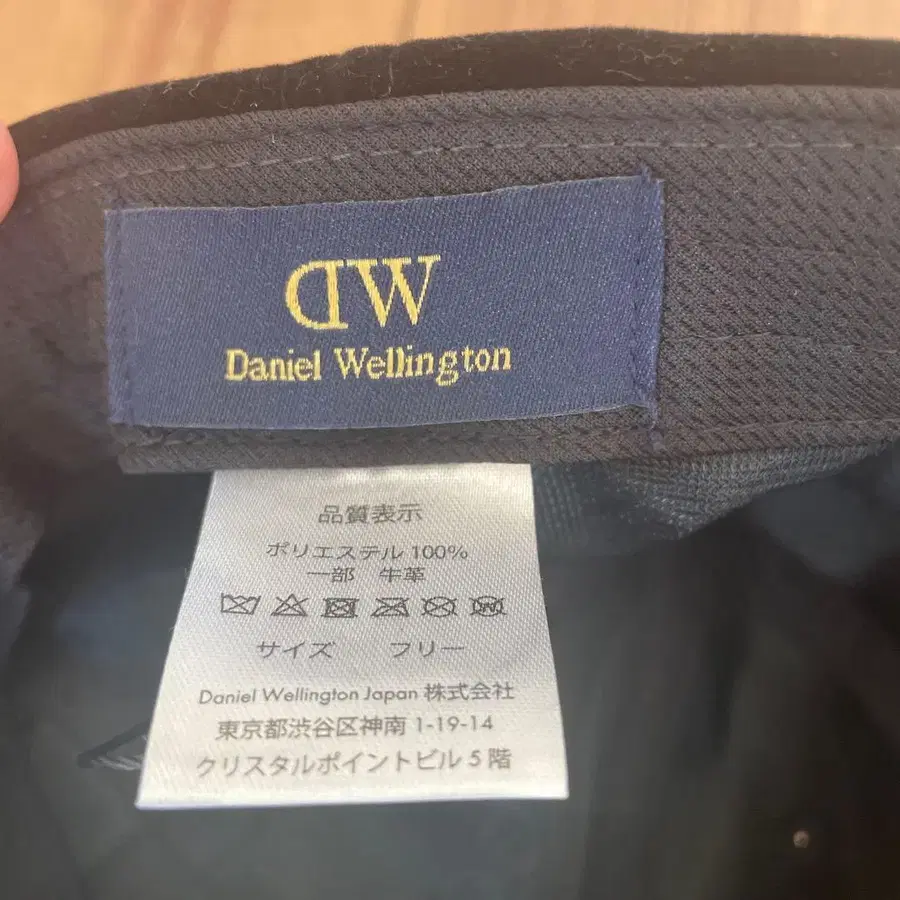 DW
Daniel Wellington
品質表示
ポリエステル 100%
一部 牛革
サイズ フリー
Daniel Wellington Japan 株式会社
東京都渋谷区神南 1-19-14
クリスタルポイントビル 5 階